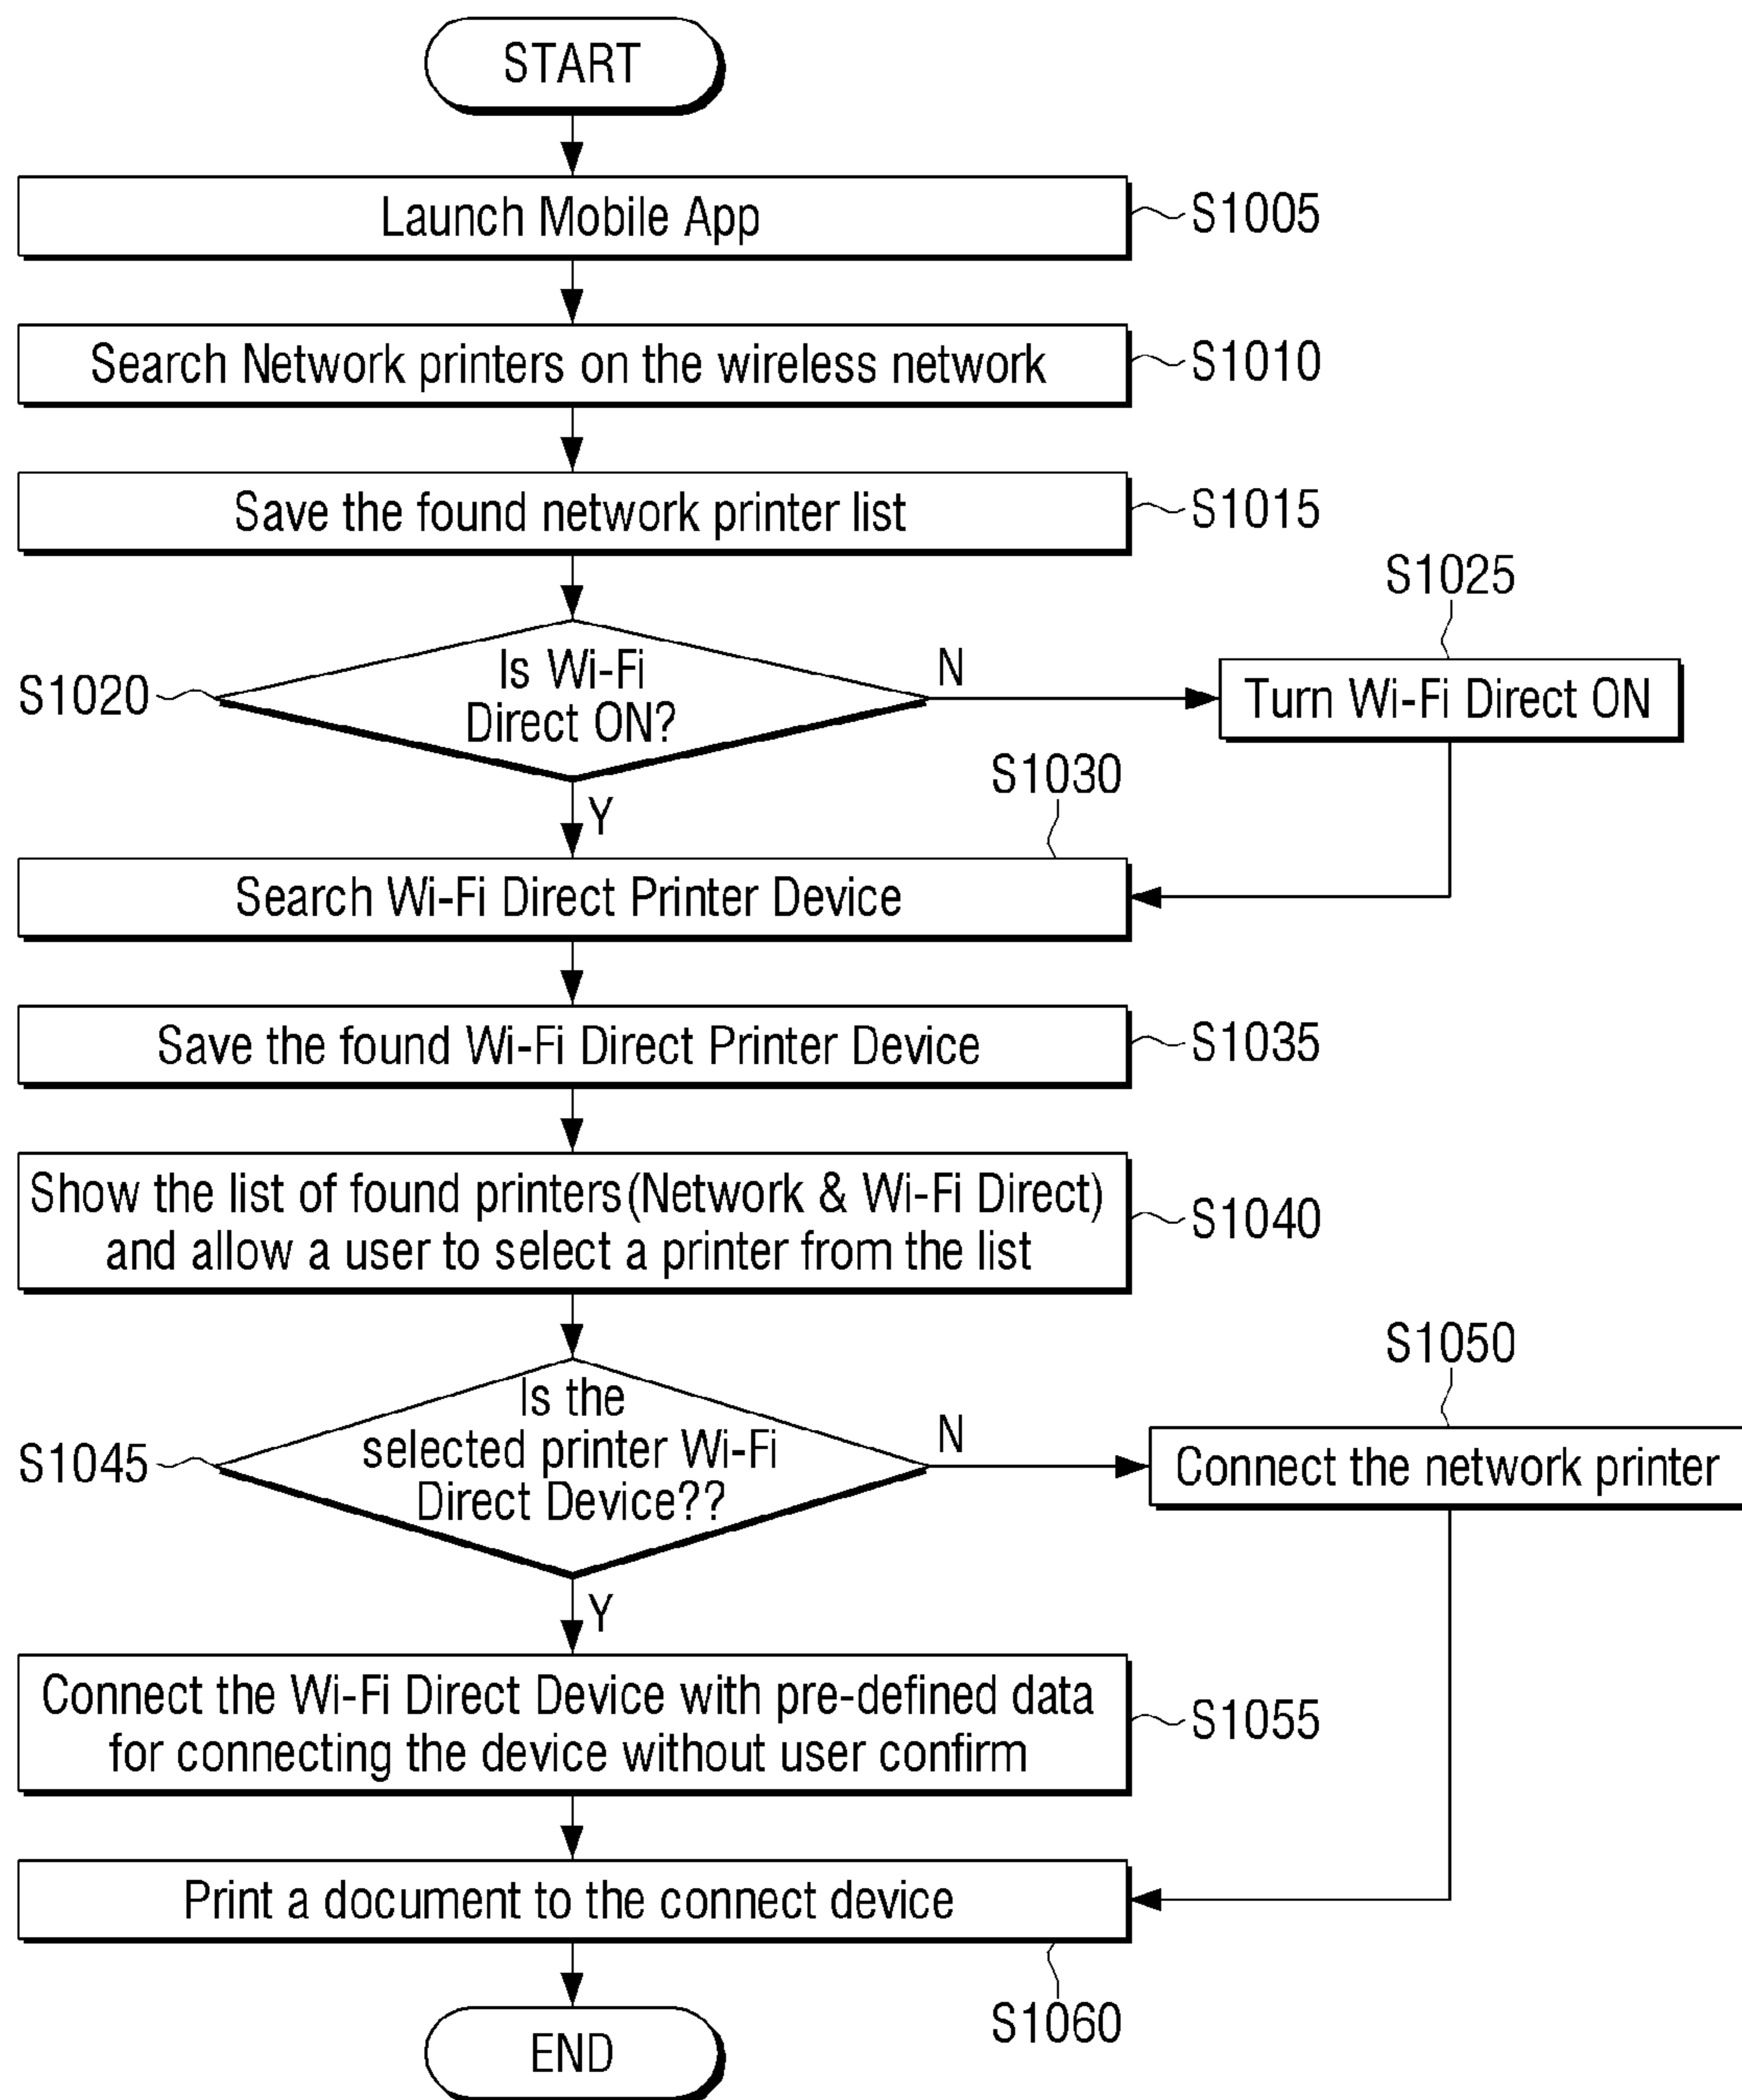 START
Launch Mobile App
S1005
Search Network printers on the wireless network
S1010
Save the found network printer list
S1015
S1020
Is Wi-Fi
Direct ON?
N
S1025
Turn Wi-Fi Direct ON
Y
S1030
Search Wi-Fi Direct Printer Device
Save the found Wi-Fi Direct Printer Device
S1035
Show the list of found printers(Network & Wi-Fi Direct)
and allow a user to select a printer from the list
S1040
S1045
Is the
selected printer Wi-Fi
Direct Device??
N
S1050
Connect the network printer
Y
Connect the Wi-Fi Direct Device with pre-defined data
for connecting the device without user confirm
S1055
Print a document to the connect device
S1060
END